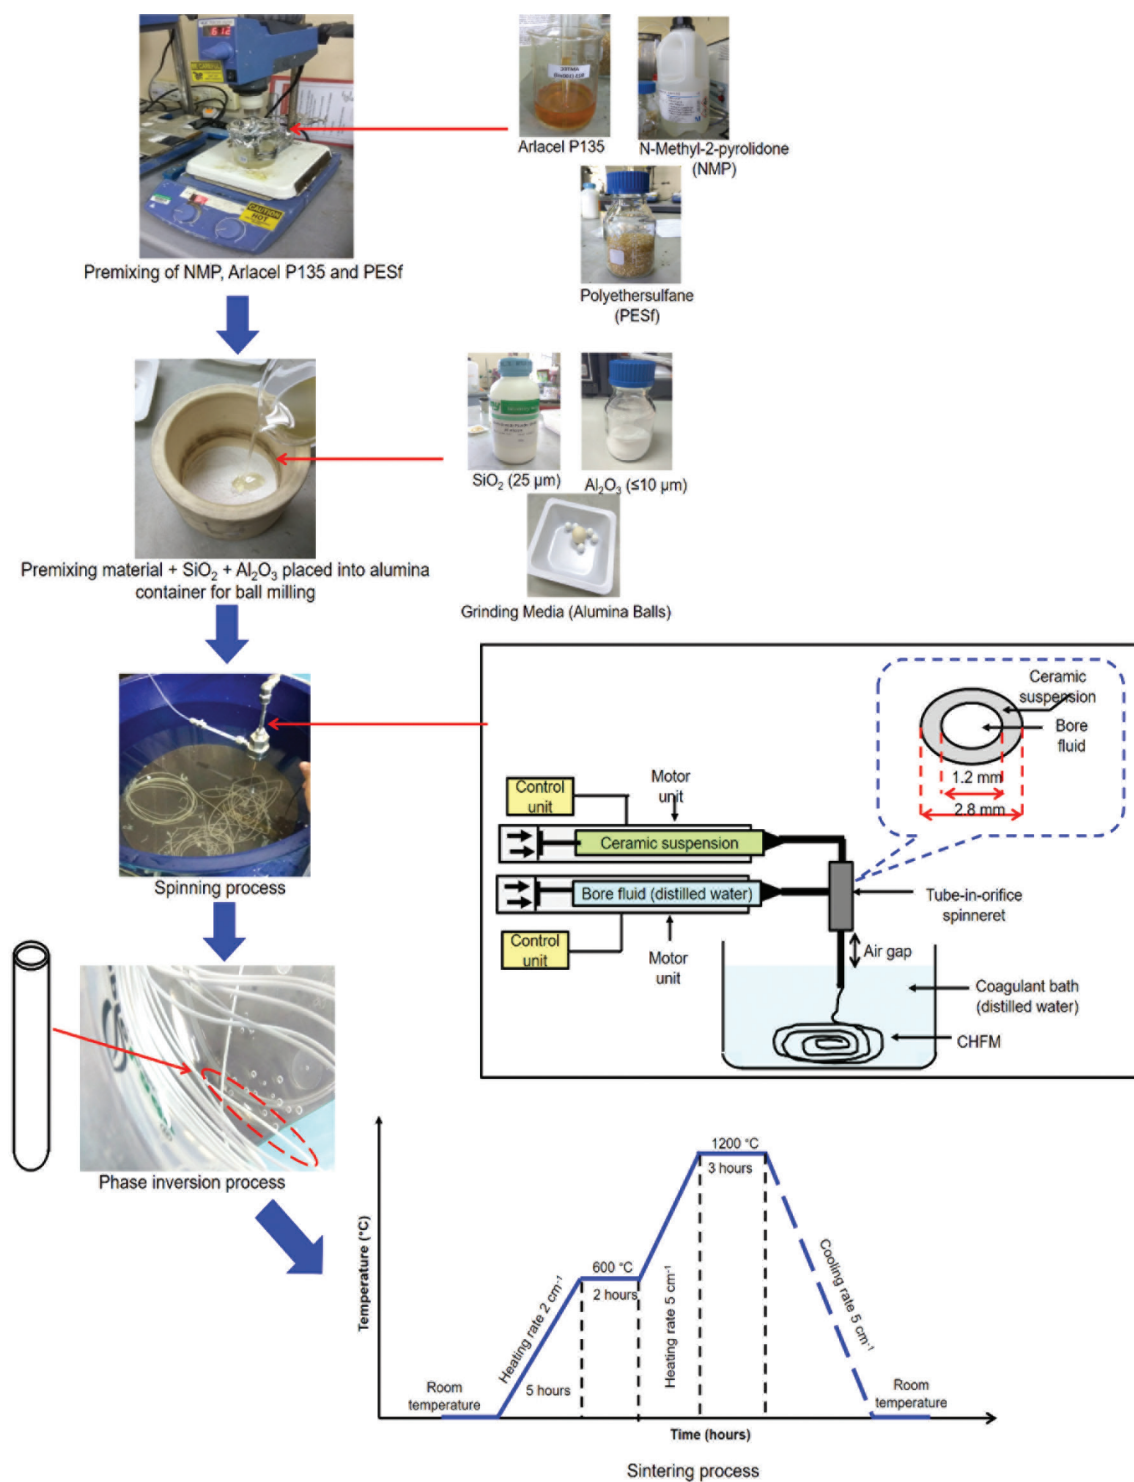 612
CAUTION
HOT
Arlacel P135
N-Methyl-2-pyrolidone
(NMP)
Premixing of NMP, Arlacel P135 and PESf
Polyethersulfane
(PESf)
SiO₂ (25 μm)
Al₂O₃ (≤10 μm)
Premixing material + SiO₂ + Al₂O₃ placed into alumina
container for ball milling
Grinding Media (Alumina Balls)
Spinning process
Ceramic
suspension
Bore
fluid
1.2 mm
2.8 mm
Control
unit
Motor
unit
Ceramic suspension
Bore fluid (distilled water)
Tube-in-orifice
spinneret
Control
unit
Motor
unit
Air gap
Coagulant bath
(distilled water)
CHFM
Phase inversion process
Temperature (°C)
1200 °C
3 hours
600 °C
2 hours
Heating rate 2 cm⁻¹
Heating rate 5 cm⁻¹
Cooling rate 5 cm⁻¹
5 hours
Room
temperature
Room
temperature
Time (hours)
Sintering process